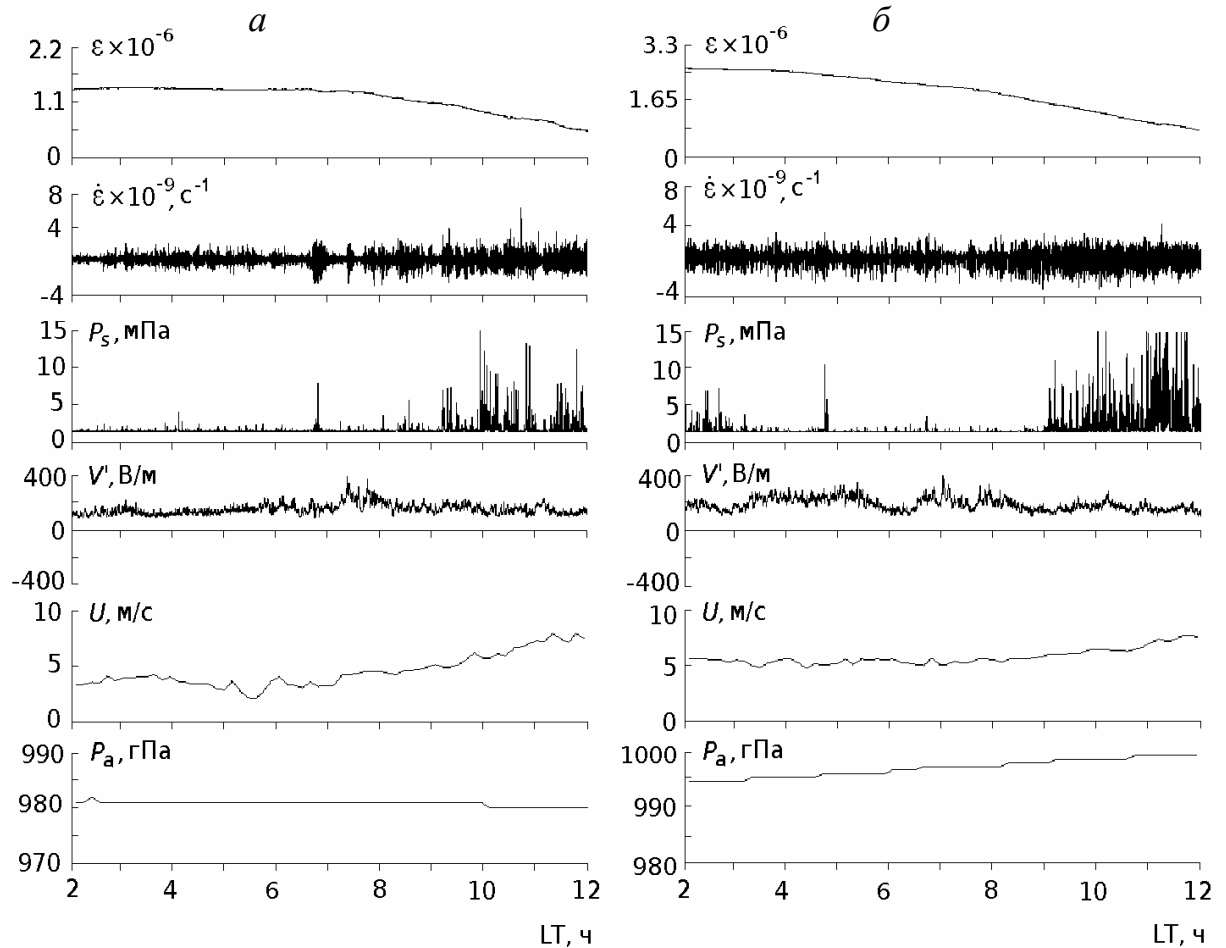 а
ε×10⁻⁶
2.2
1.1
0
ε̇×10⁻⁹, с⁻¹
8
4
-4
Pₛ, мПа
15
10
5
0
V', В/м
400
0
-400
U, м/с
10
5
0
Pₐ, гПа
990
980
970
2 4 6 8 10 12
LT, ч
б
ε×10⁻⁶
3.3
1.65
0
ε̇×10⁻⁹, с⁻¹
8
4
-4
Pₛ, мПа
15
10
5
0
V', В/м
400
0
-400
U, м/с
10
5
0
Pₐ, гПа
1000
990
980
2 4 6 8 10 12
LT, ч